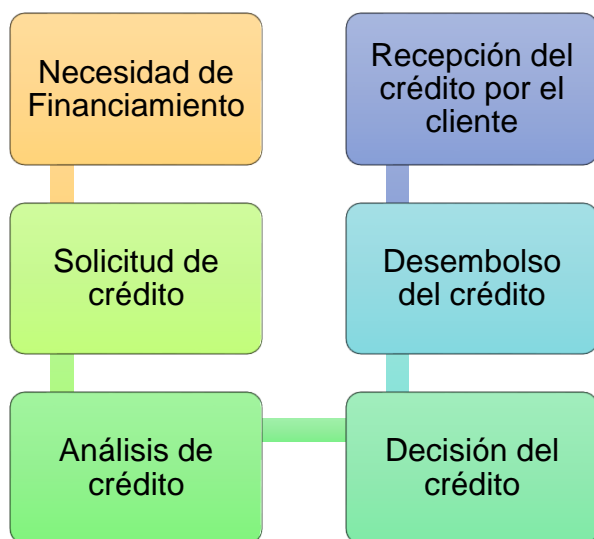 Necesidad de
Financiamiento
Solicitud de
crédito
Análisis de
crédito
Decisión del
crédito
Desembolso
del crédito
Recepción del
crédito por el
cliente